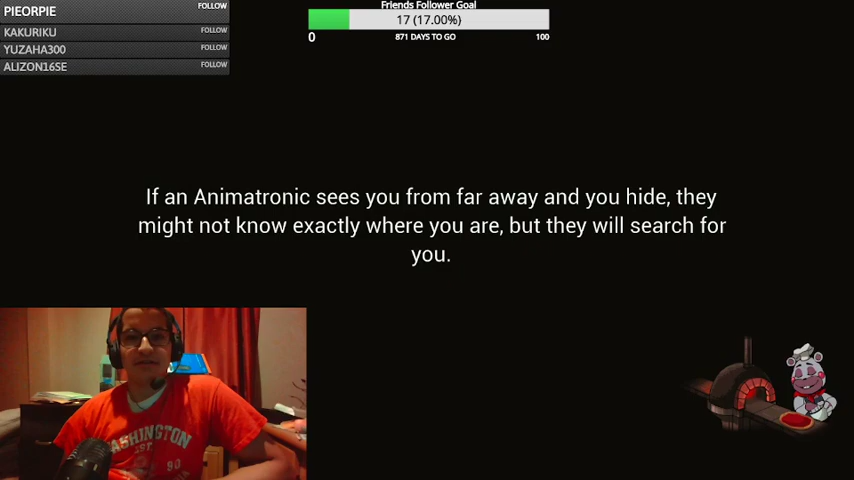 PIEORPIE FOLLOW
KAKURIKU FOLLOW
YUZAHA300 FOLLOW
ALIZON16SE FOLLOW
Friends Follower Goal
17 (17.00%)
0 871 DAYS TO GO 100
If an Animatronic sees you from far away and you hide, they
might not know exactly where you are, but they will search for
you.
WASHINGTON
90